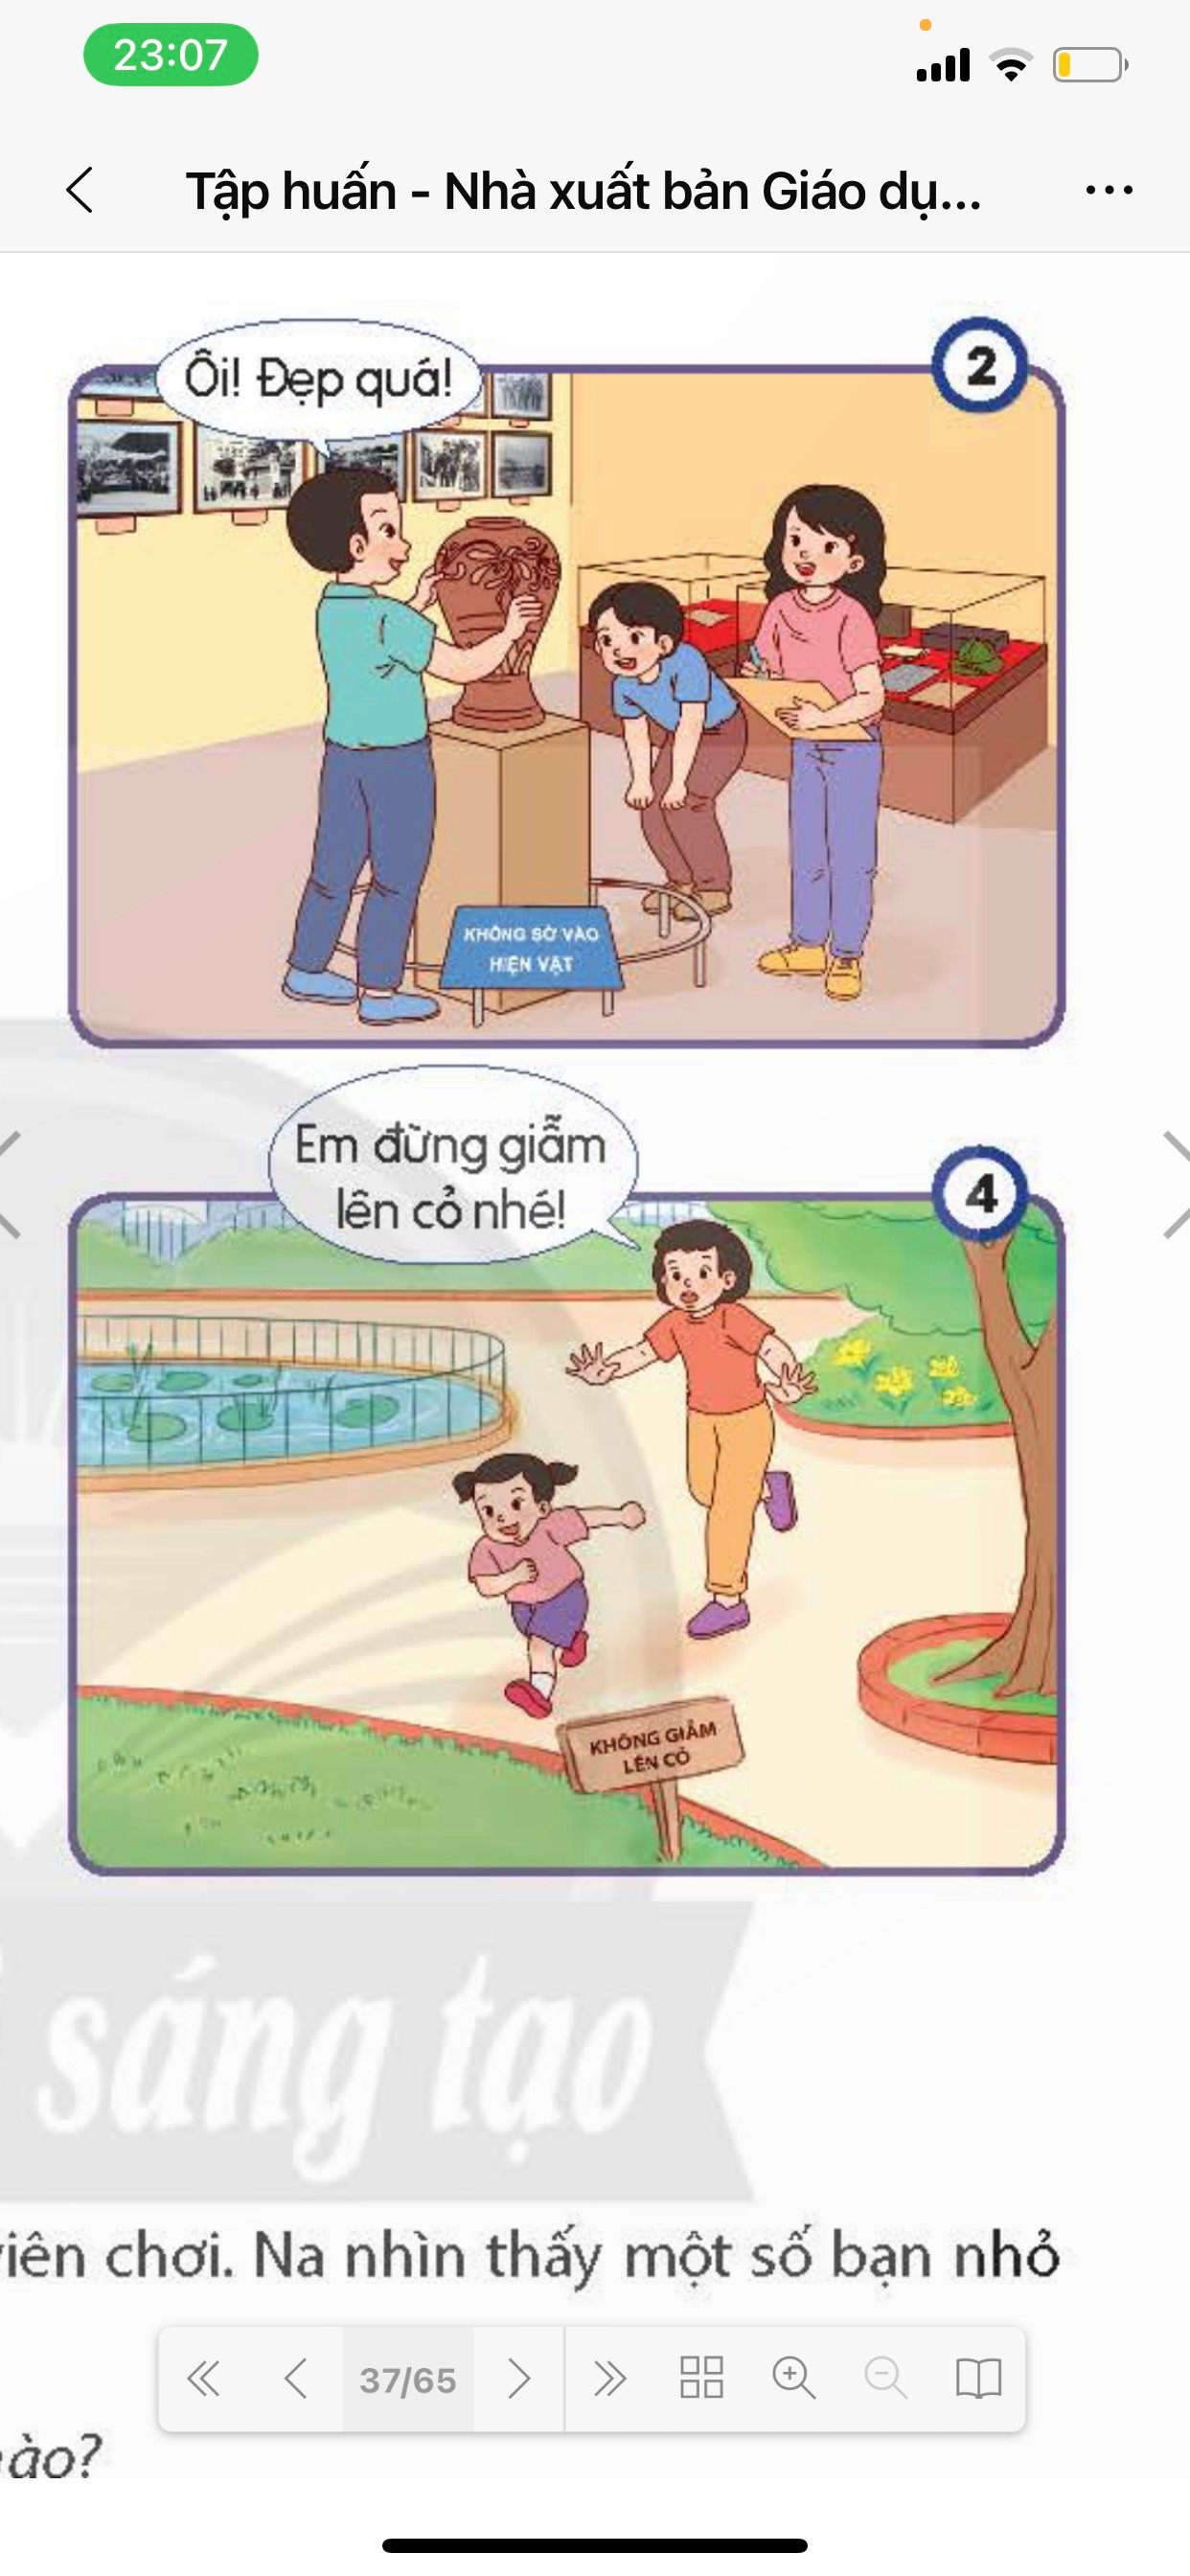 23:07
Tập huấn - Nhà xuất bản Giáo dụ...
Ôi! Đẹp quá!
2
KHÔNG SỜ VÀO
HIỆN VẬT
Em đừng giẫm
lên cỏ nhé!
4
KHÔNG GIẪM
LÊN CỎ
sáng tạo
iên chơi. Na nhìn thấy một số bạn nhỏ
37/65
ào?